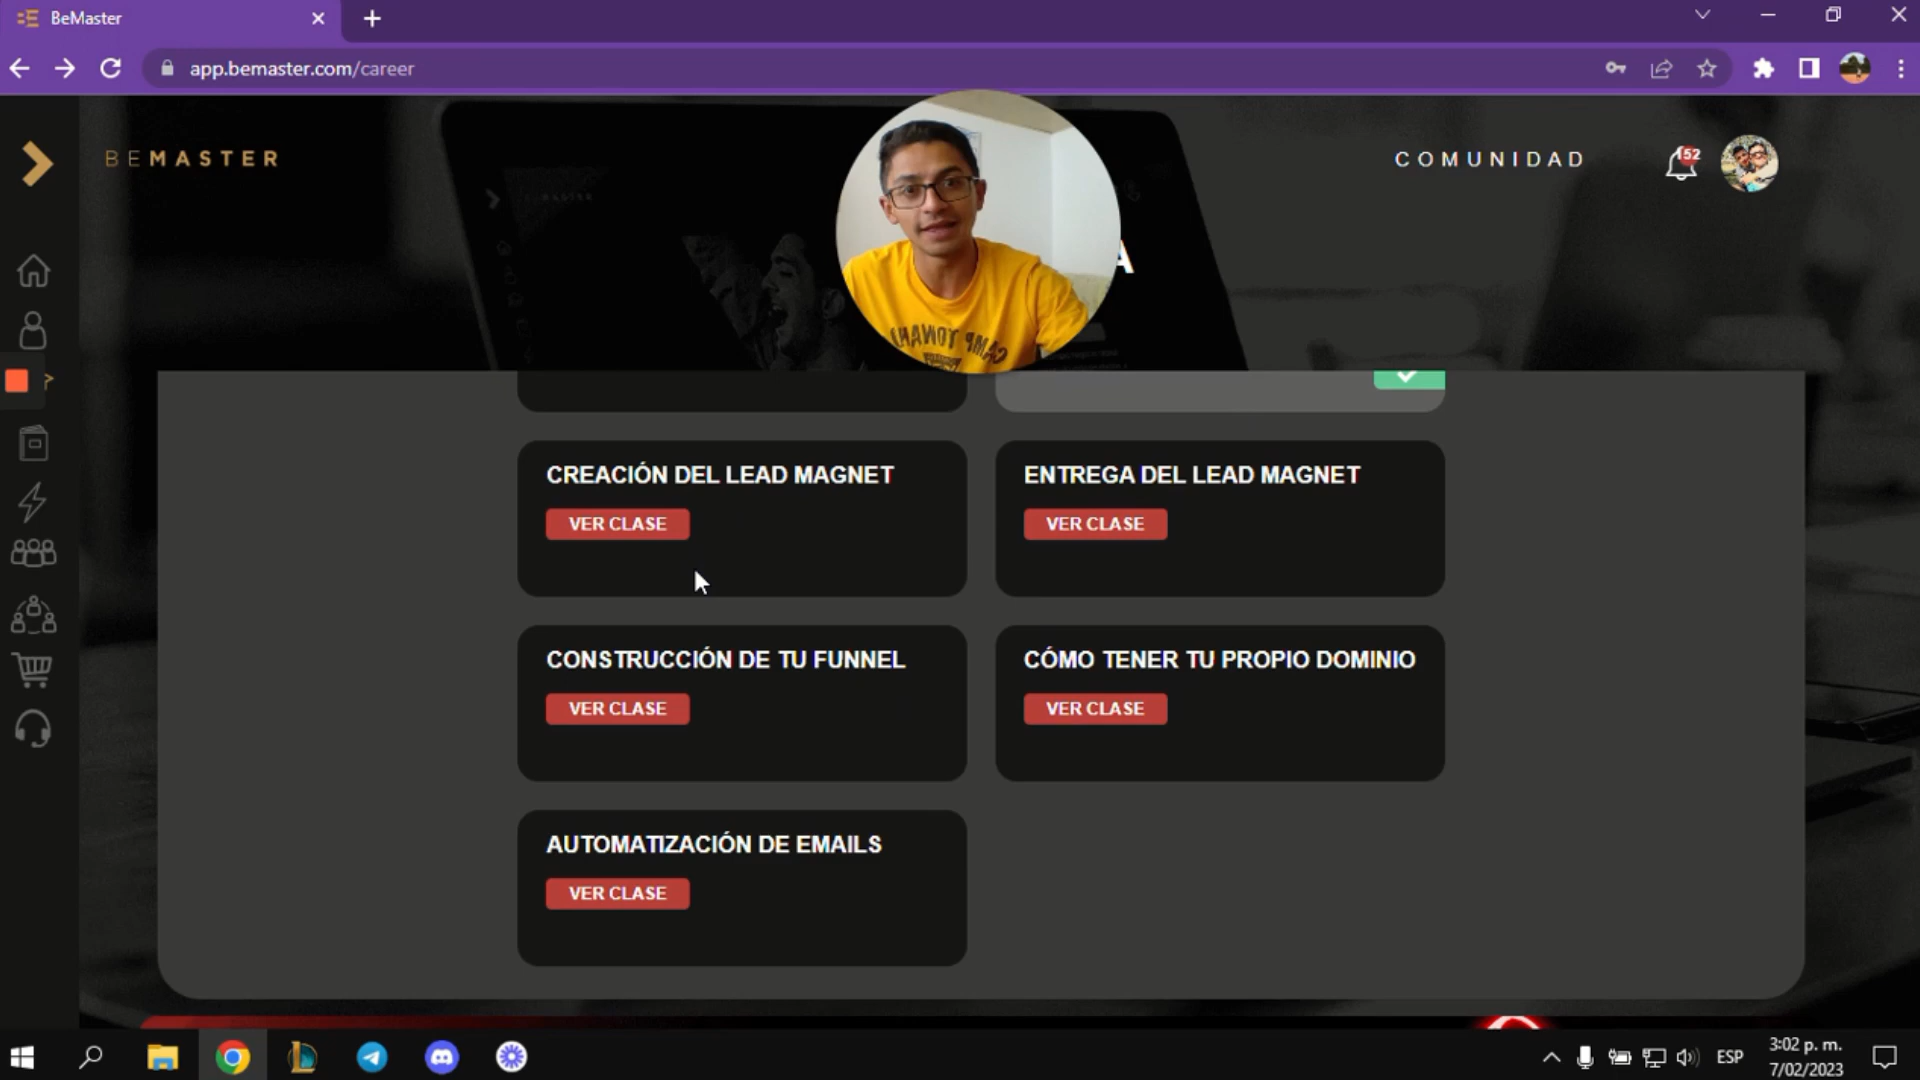 BeMaster
app.bemaster.com/career
BEMASTER
COMUNIDAD
52
A
CAMP TOWANU
CREACIÓN DEL LEAD MAGNET
ENTREGA DEL LEAD MAGNET
VER CLASE
VER CLASE
CONSTRUCCIÓN DE TU FUNNEL
CÓMO TENER TU PROPIO DOMINIO
VER CLASE
VER CLASE
AUTOMATIZACIÓN DE EMAILS
VER CLASE
ESP
3:02 p. m.
7/02/2023